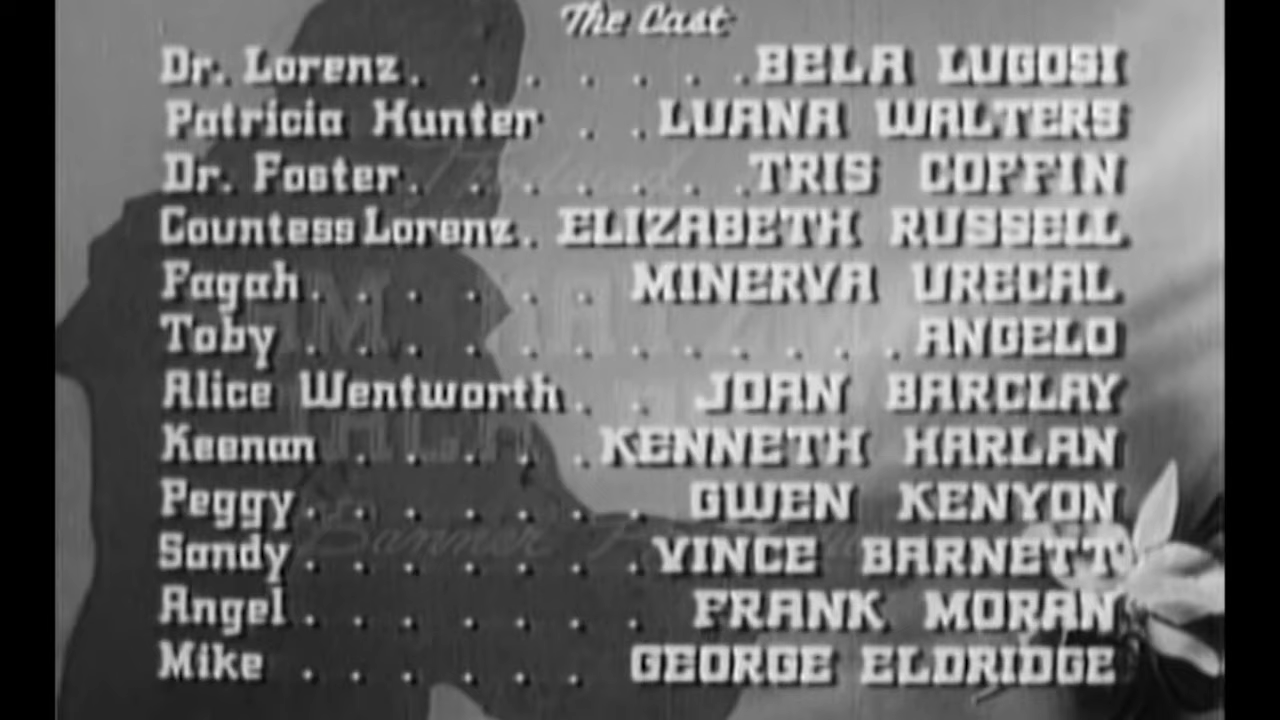 The Cast
Dr. Lorenz. . . . . . . .BELA LUGOSI
Patricia Hunter . .LUANA WALTERS
Dr. Foster. . . . . . . .TRIS COFFIN
Countess Lorenz. ELIZABETH RUSSELL
Fagah. . . . . . MINERVA URECAL
Toby . . . . . . . . . . . .ANGELO
Alice Wentworth. . JOAN BARCLAY
Keenan . . . . .KENNETH HARLAN
Peggy. . . . . . . GWEN KENYON
Sandy. . . . . . .VINCE BARNETT
Angel. . . . . . . FRANK MORAN
Mike . . . . . . GEORGE ELDRIDGE